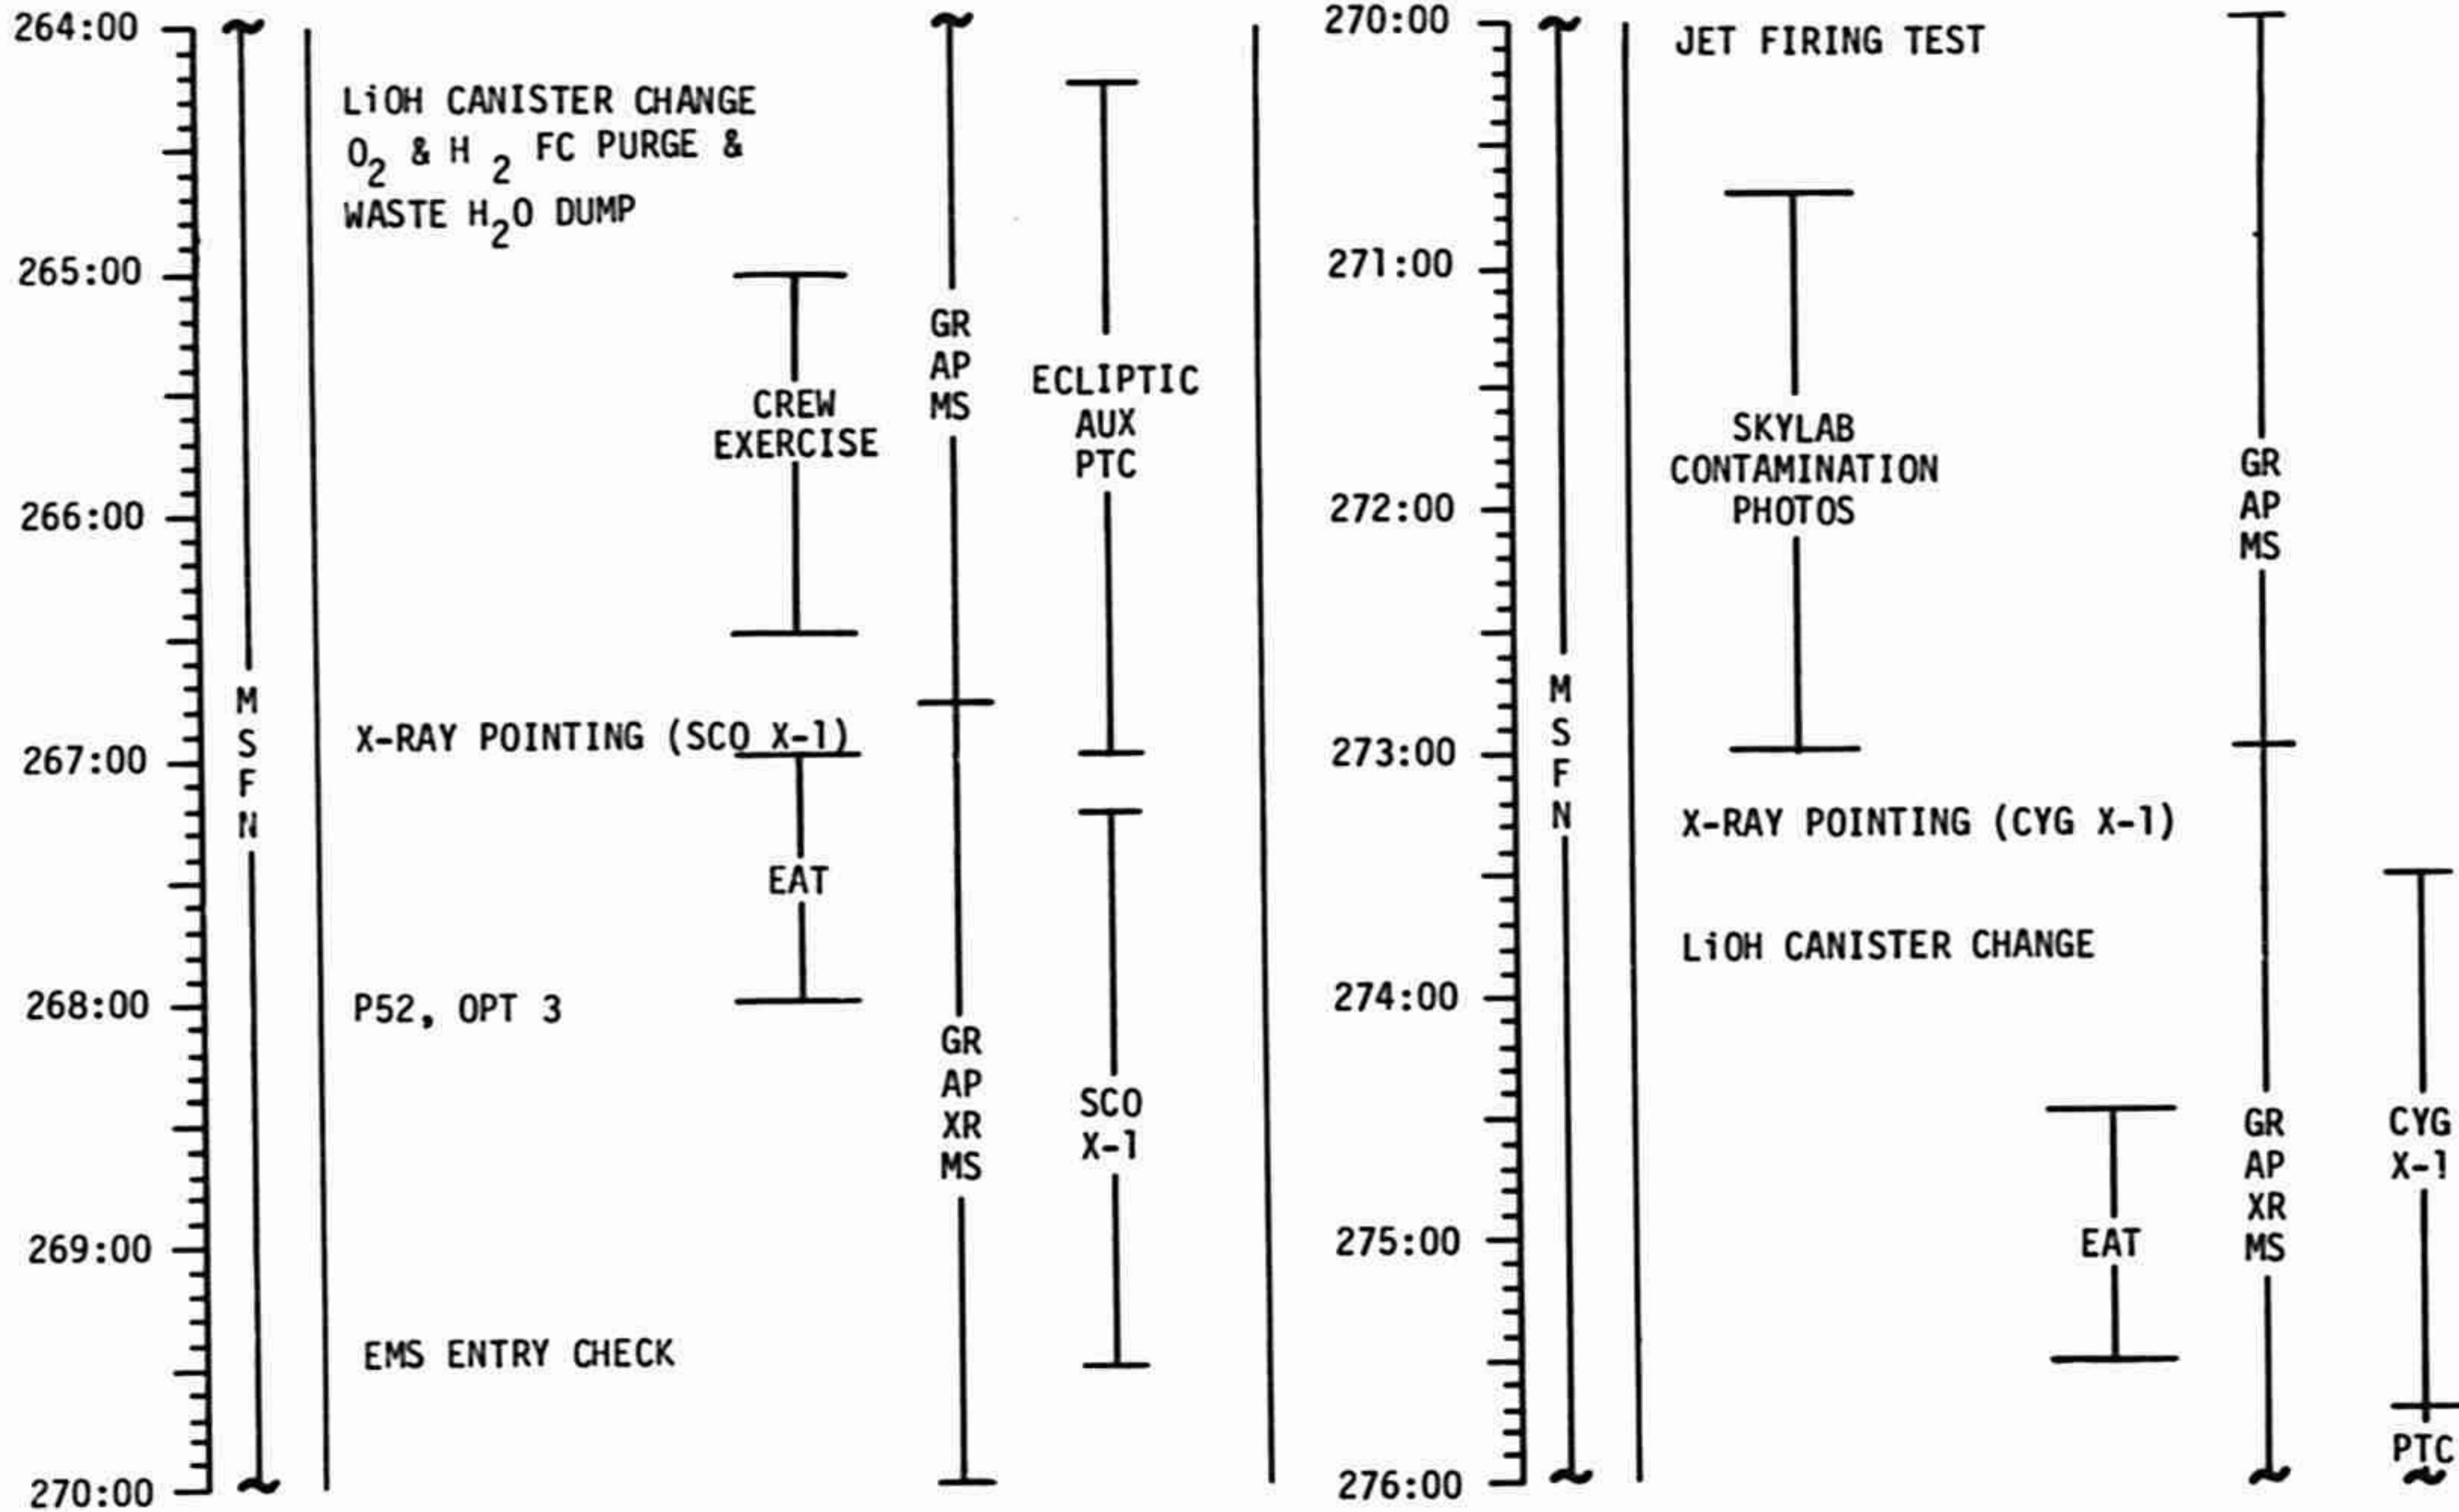 264:00
LiOH CANISTER CHANGE
O2 & H 2 FC PURGE &
WASTE H2O DUMP
265:00
CREW
EXERCISE
GR
AP
MS
ECLIPTIC
AUX
PTC
266:00
M
S
F
N
X-RAY POINTING (SCO X-1)
267:00
EAT
268:00
P52, OPT 3
GR
AP
XR
MS
SCO
X-1
269:00
EMS ENTRY CHECK
270:00
270:00
JET FIRING TEST
271:00
SKYLAB
CONTAMINATION
PHOTOS
GR
AP
MS
272:00
M
S
F
N
273:00
X-RAY POINTING (CYG X-1)
LiOH CANISTER CHANGE
274:00
EAT
GR
AP
XR
MS
CYG
X-1
275:00
PTC
276:00